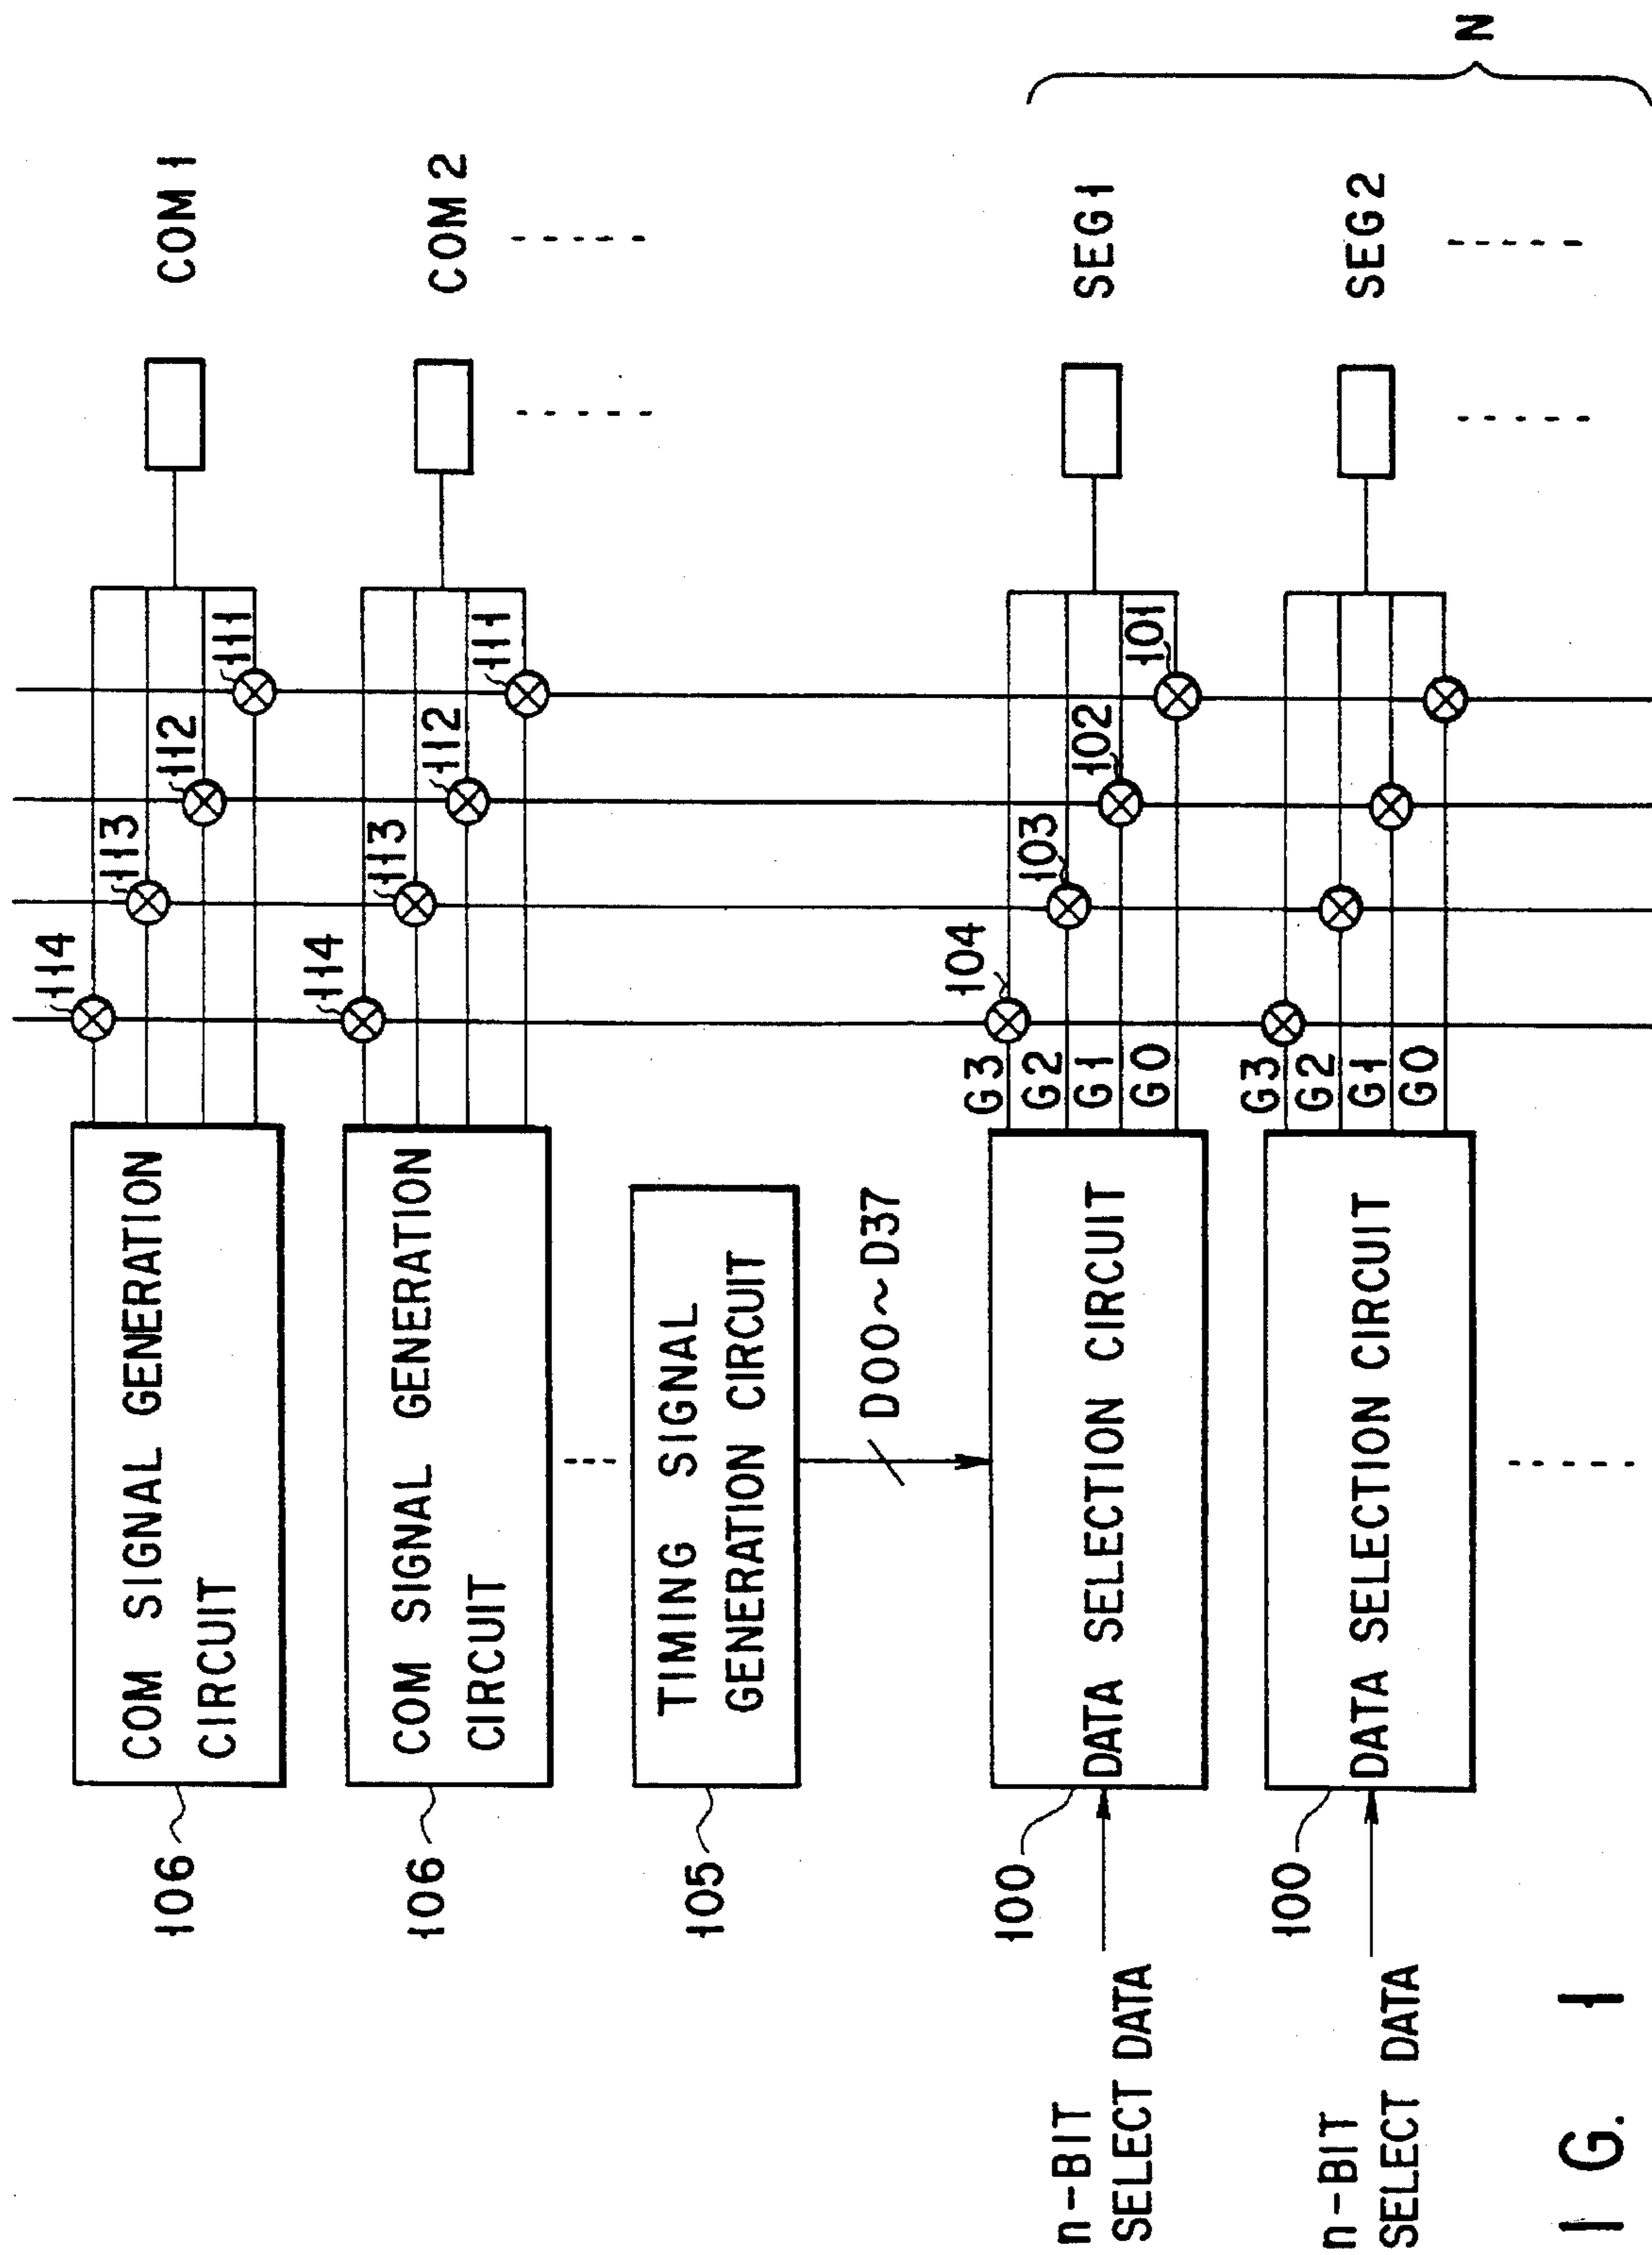 COM SIGNAL GENERATION
CIRCUIT
106
114
113
112
111
COM 1
COM SIGNAL GENERATION
CIRCUIT
106
114
113
112
111
COM 2
TIMING SIGNAL
GENERATION CIRCUIT
105
D00~D37
n-BIT
SELECT DATA
100
DATA SELECTION CIRCUIT
G3
G2
G1
G0
104
103
102
101
SEG1
n-BIT
SELECT DATA
100
DATA SELECTION CIRCUIT
G3
G2
G1
G0
SEG2
N
I G. 1